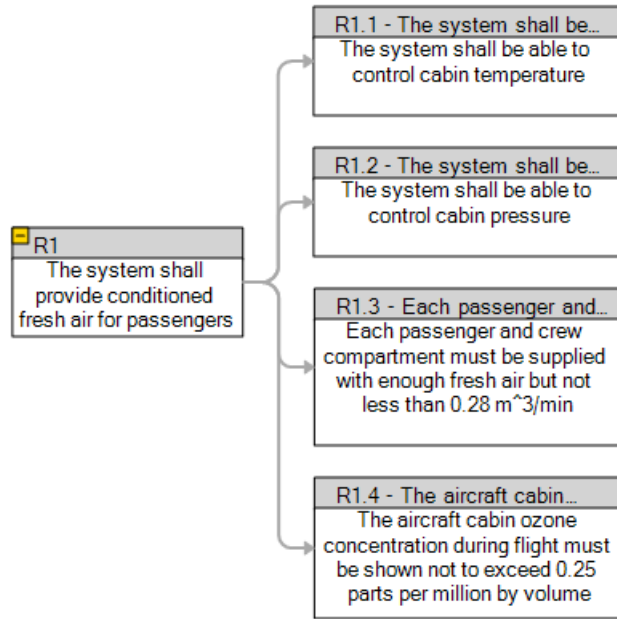 R1
The system shall
provide conditioned
fresh air for passengers
R1.1 - The system shall be...
The system shall be able to
control cabin temperature
R1.2 - The system shall be...
The system shall be able to
control cabin pressure
R1.3 - Each passenger and...
Each passenger and crew
compartment must be supplied
with enough fresh air but not
less than 0.28 m^3/min
R1.4 - The aircraft cabin...
The aircraft cabin ozone
concentration during flight must
be shown not to exceed 0.25
parts per million by volume